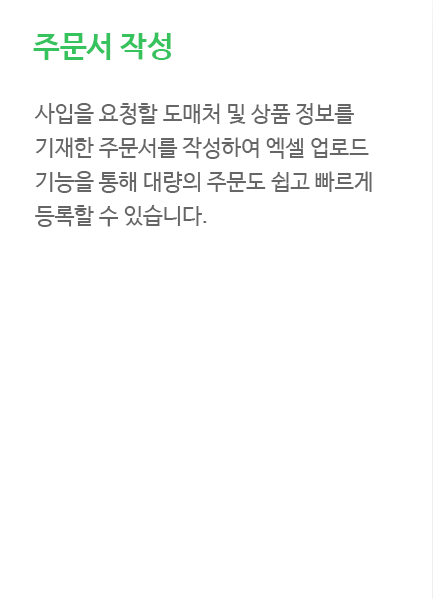 주문서 작성
사입을 요청할 도매처 및 상품 정보를
기재한 주문서를 작성하여 엑셀 업로드
기능을 통해 대량의 주문도 쉽고 빠르게
등록할 수 있습니다.